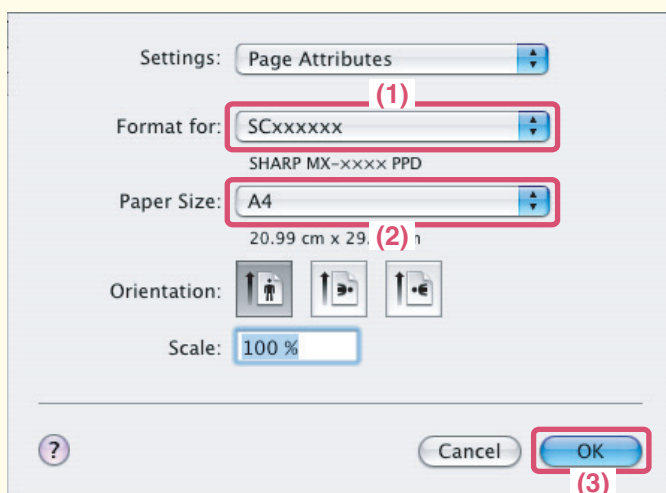 Settings: Page Attributes
(1)
Format for: SCxxxxxx
SHARP MX-×××× PPD
Paper Size: A4
20.99 cm x 29.
(2)
Orientation:
Scale: 100 %
? Cancel OK
(3)